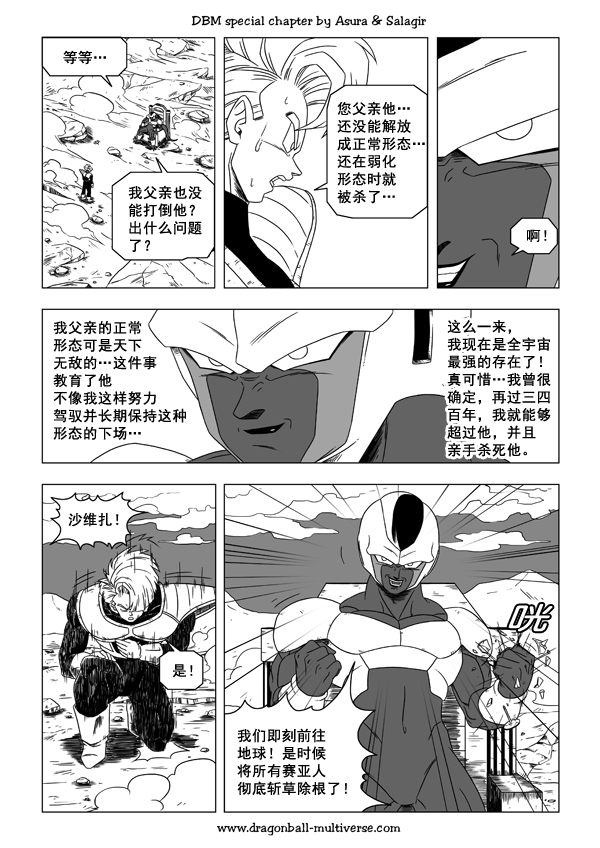 DBM special chapter by Asura & Salagir
等等…
我父亲也没
能打倒他？
出什么问题
了？
您父亲他…
还没能解放
成正常形态…
还在弱化
形态时就
被杀了…
啊！
我父亲的正常
形态可是天下
无敌的…这件事
教育了他
不像我这样努力
驾驭并长期保持这种
形态的下场…
这么一来，
我现在是全宇宙
最强的存在了！
真可惜…我曾很
确定，再过三四
百年，我就能够
超过他，并且
亲手杀死他。
沙维扎！
是！
咣
我们即刻前往
地球！是时候
将所有赛亚人
彻底斩草除根了！
www.dragonball-multiverse.com